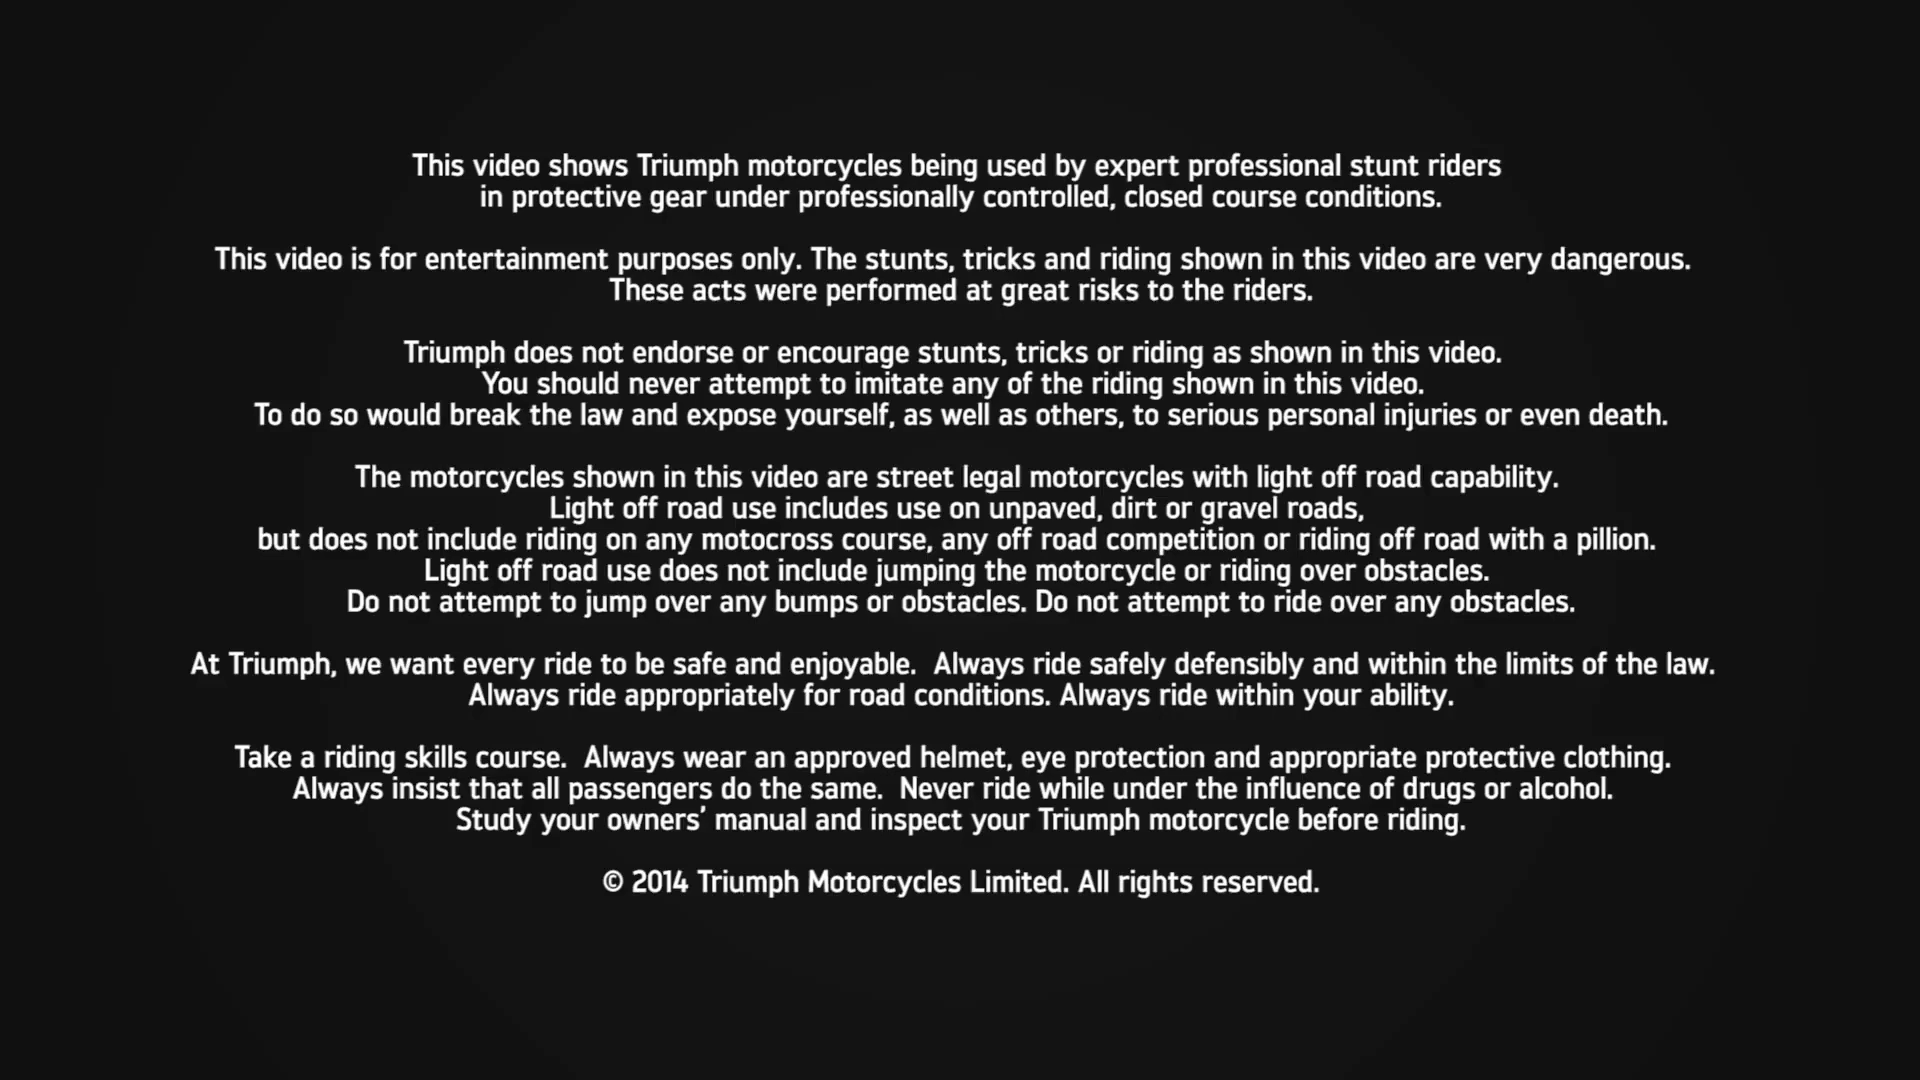 This video shows Triumph motorcycles being used by expert professional stunt riders
in protective gear under professionally controlled, closed course conditions.
This video is for entertainment purposes only. The stunts, tricks and riding shown in this video are very dangerous.
These acts were performed at great risks to the riders.
Triumph does not endorse or encourage stunts, tricks or riding as shown in this video.
You should never attempt to imitate any of the riding shown in this video.
To do so would break the law and expose yourself, as well as others, to serious personal injuries or even death.
The motorcycles shown in this video are street legal motorcycles with light off road capability.
Light off road use includes use on unpaved, dirt or gravel roads,
but does not include riding on any motocross course, any off road competition or riding off road with a pillion.
Light off road use does not include jumping the motorcycle or riding over obstacles.
Do not attempt to jump over any bumps or obstacles. Do not attempt to ride over any obstacles.
At Triumph, we want every ride to be safe and enjoyable.  Always ride safely defensibly and within the limits of the law.
Always ride appropriately for road conditions. Always ride within your ability.
Take a riding skills course.  Always wear an approved helmet, eye protection and appropriate protective clothing.
Always insist that all passengers do the same.  Never ride while under the influence of drugs or alcohol.
Study your owners’ manual and inspect your Triumph motorcycle before riding.
© 2014 Triumph Motorcycles Limited. All rights reserved.